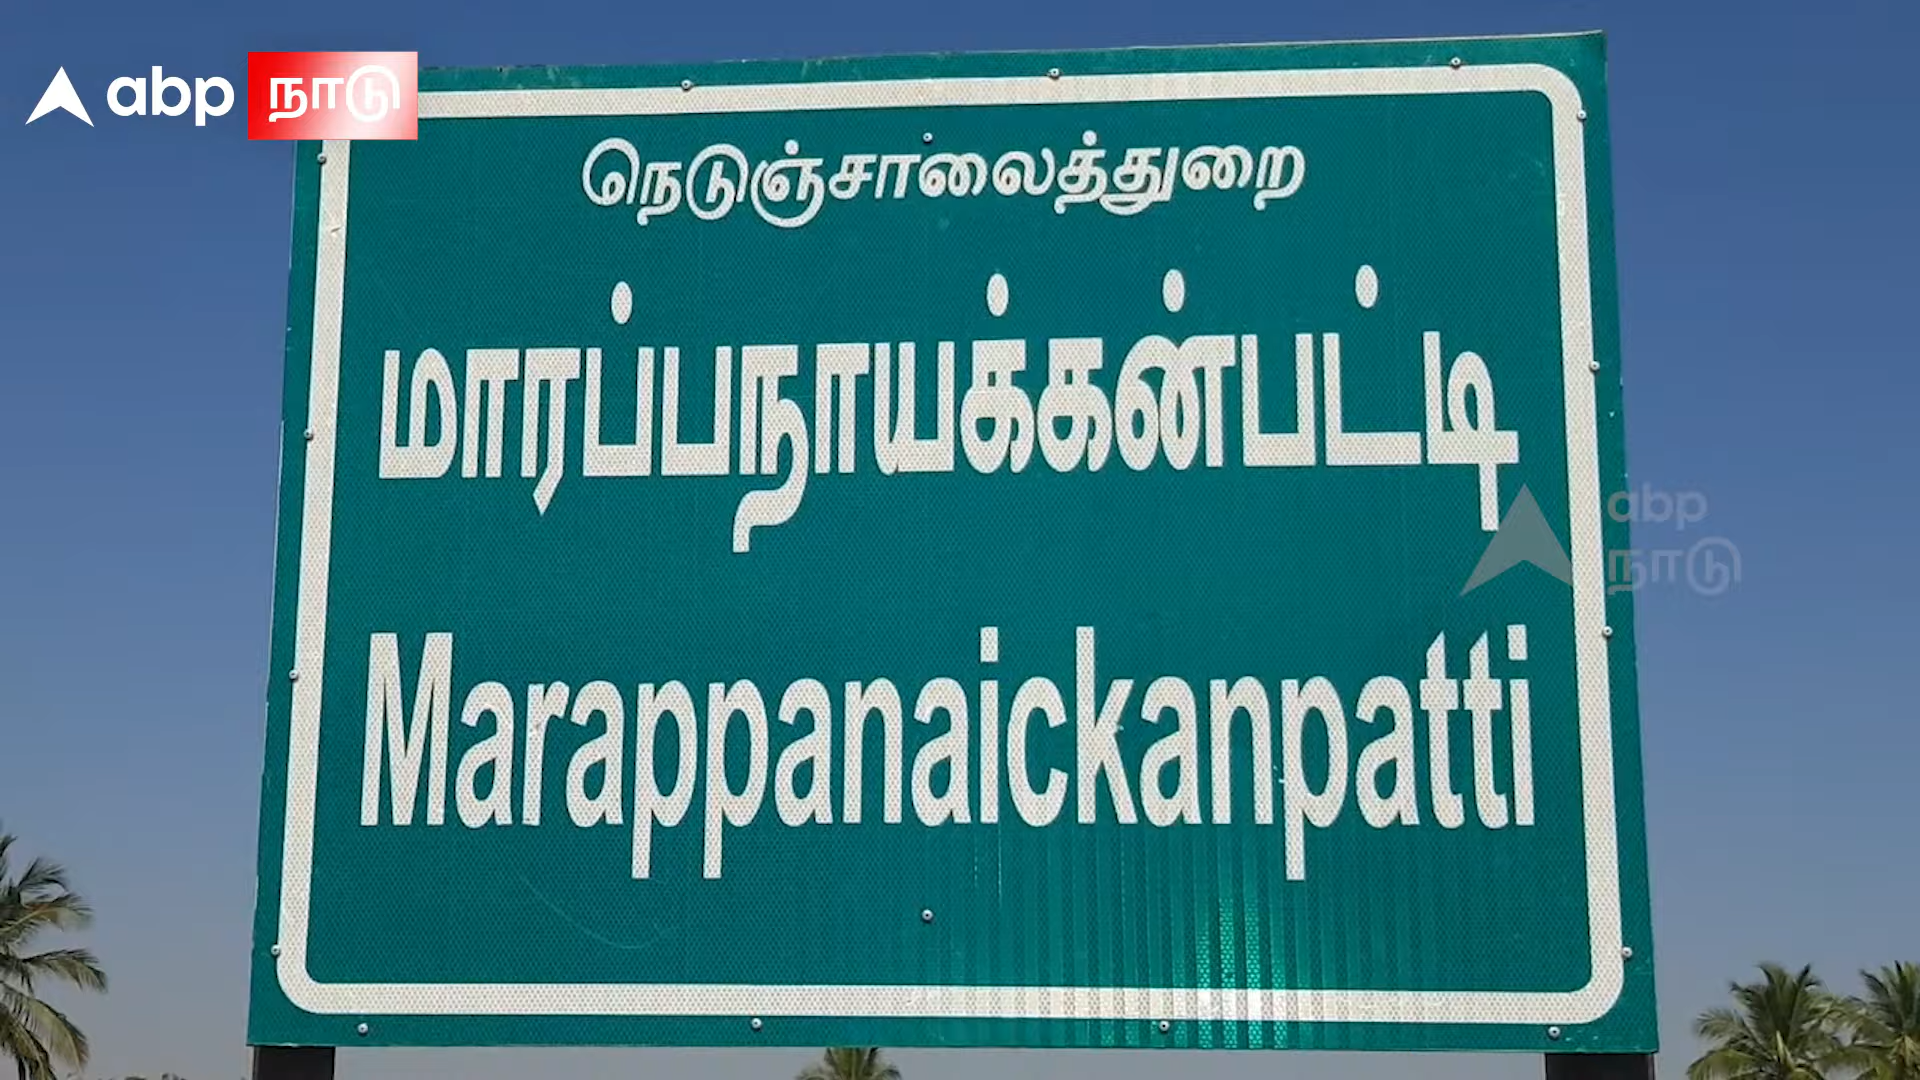 abp நாடு
நெடுஞ்சாலைத்துறை
மாரப்பநாயக்கன்பட்டி
abp
நாடு
Marappanaickanpatti